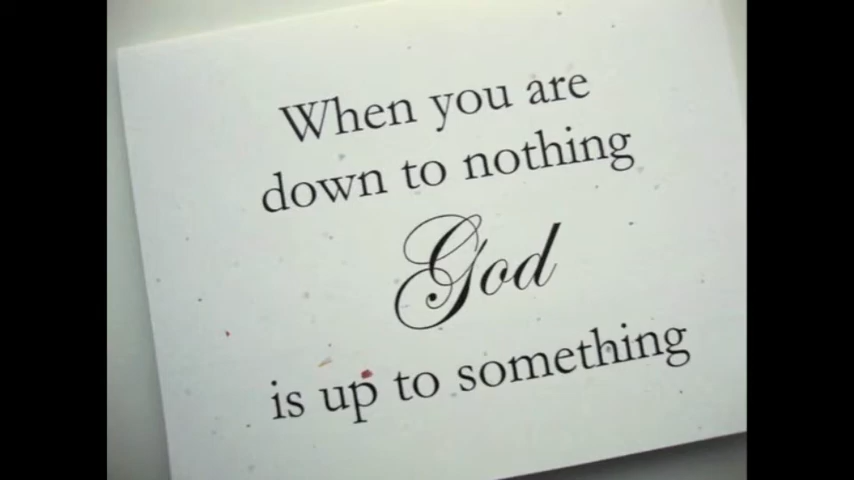 When you are
down to nothing
God
is up to something